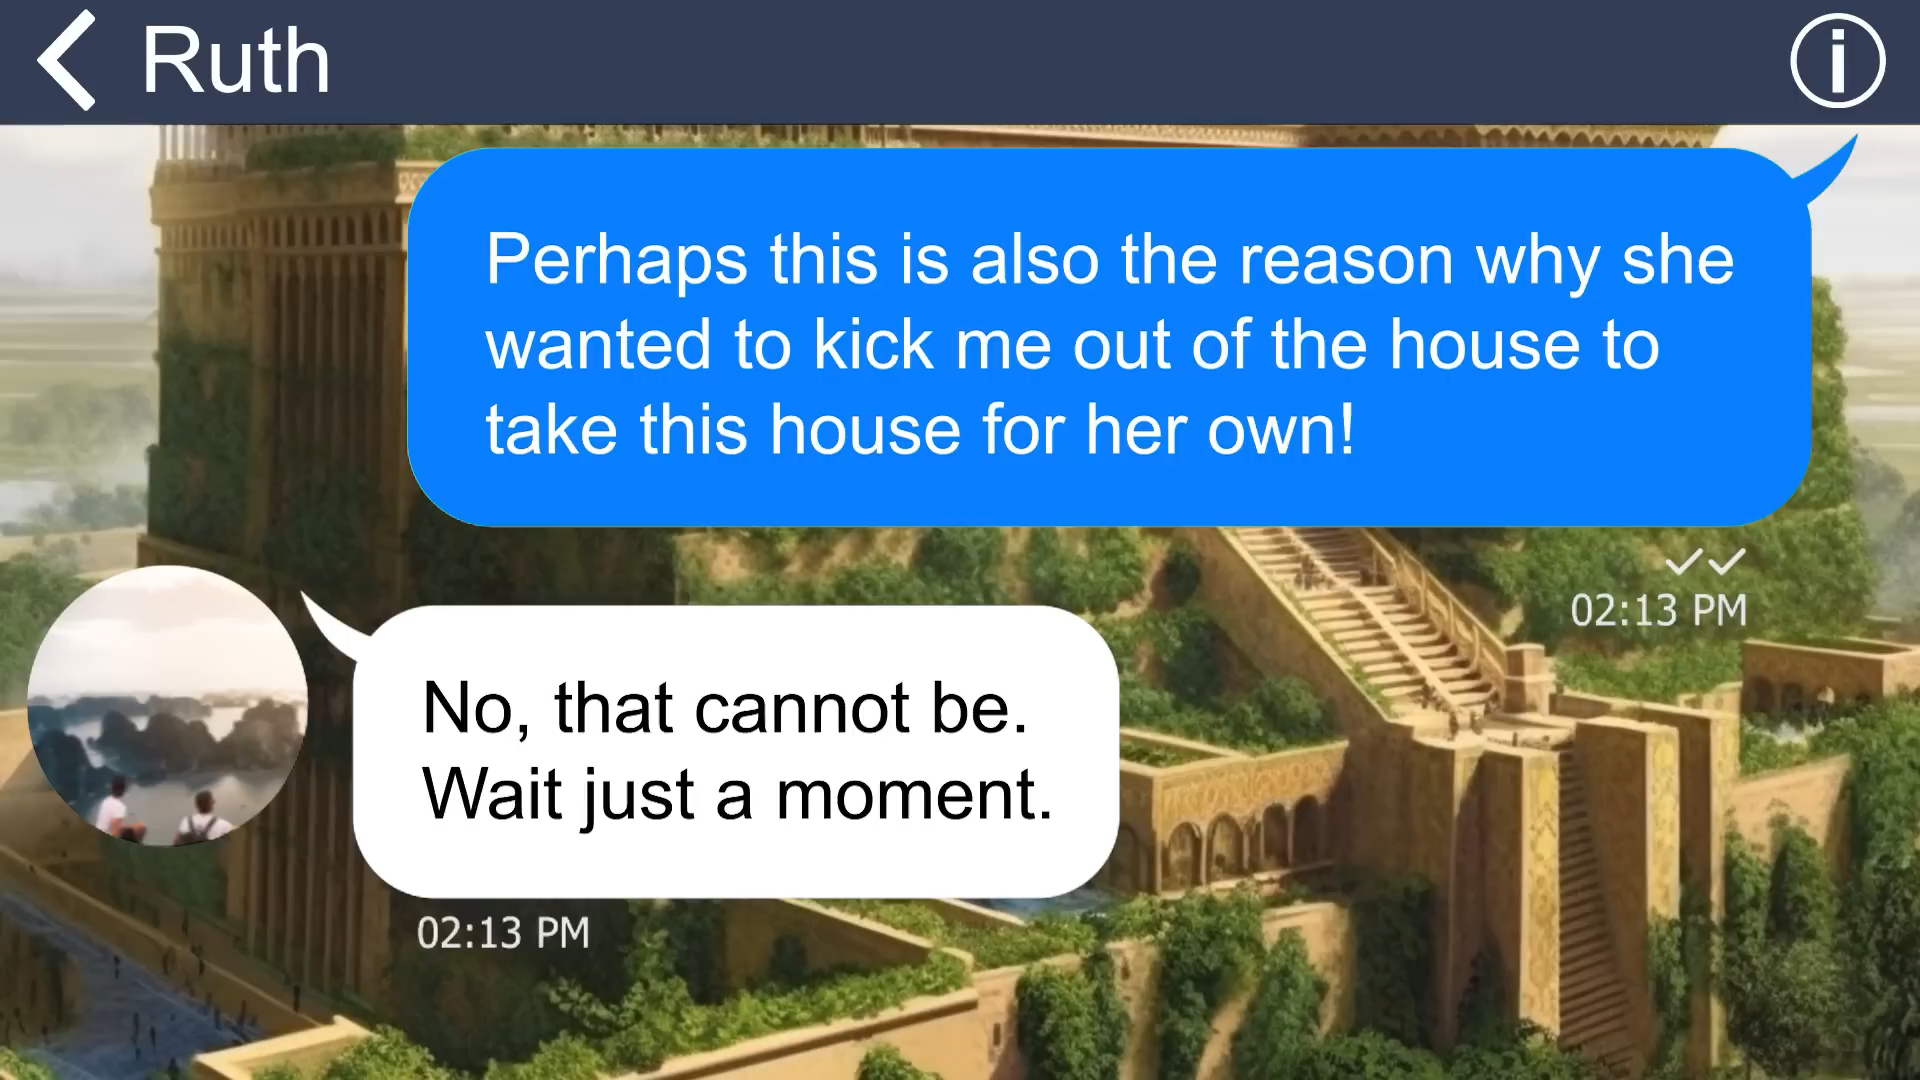 Ruth
Perhaps this is also the reason why she
wanted to kick me out of the house to
take this house for her own!
02:13 PM
No, that cannot be.
Wait just a moment.
02:13 PM